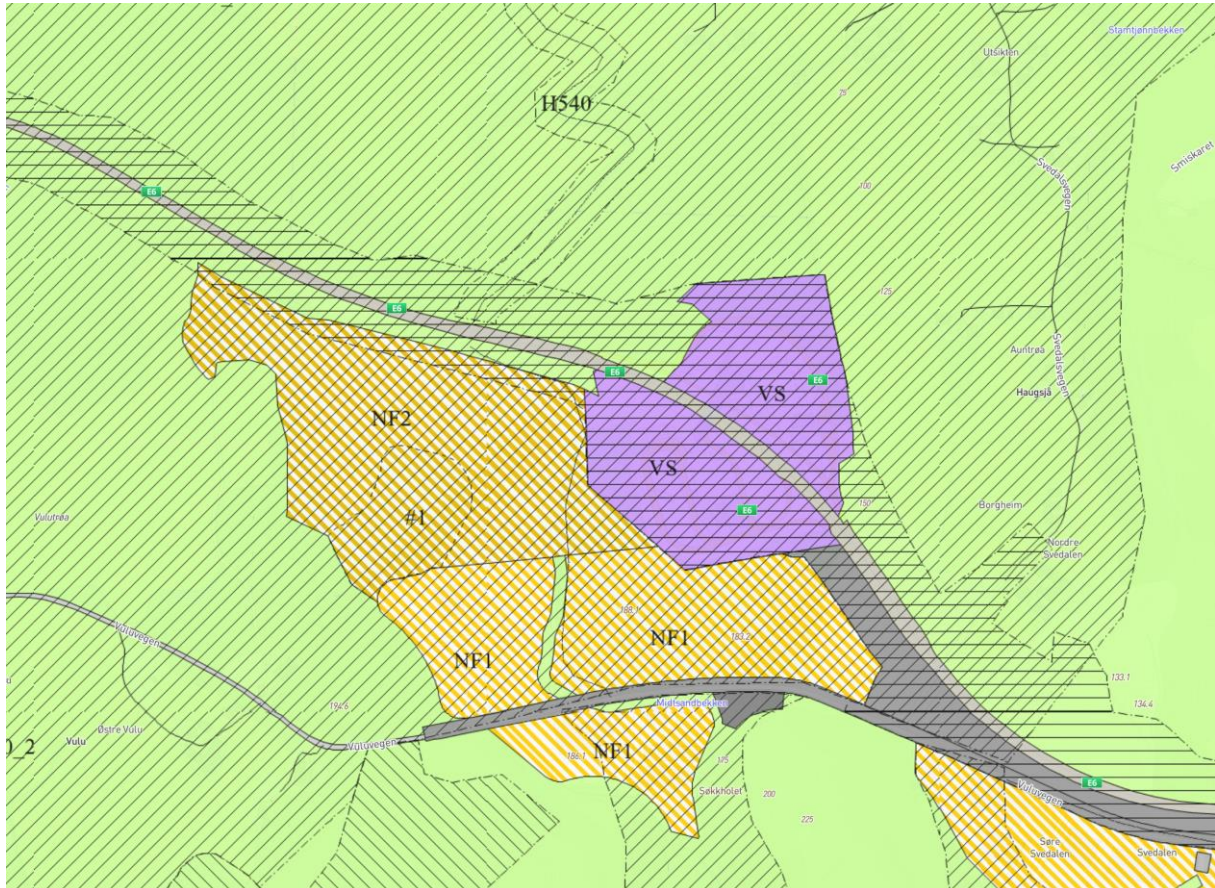 Stamtjønnbekken
Utsikten
75
H540
Smiskaret
Svedalsvegen
100
E6
125
E6
Svedalsvegen
Auntrøa
E6
E6
Haugsjå
VS
NF2
VS
150
Borgheim
E6
#1
Vulutrøa
Nordre
Svedalen
188.1
183.2
NF1
Vuluvegen
NF1
133.1
194.6
Midtsandbekken
134.4
Østre Vulu
Vulu
Vuluvegen
_2
NF1
186.1
175
E6
Søkkholet
200
Vuluvegen
225
Søre
Svedalen
Svedalen